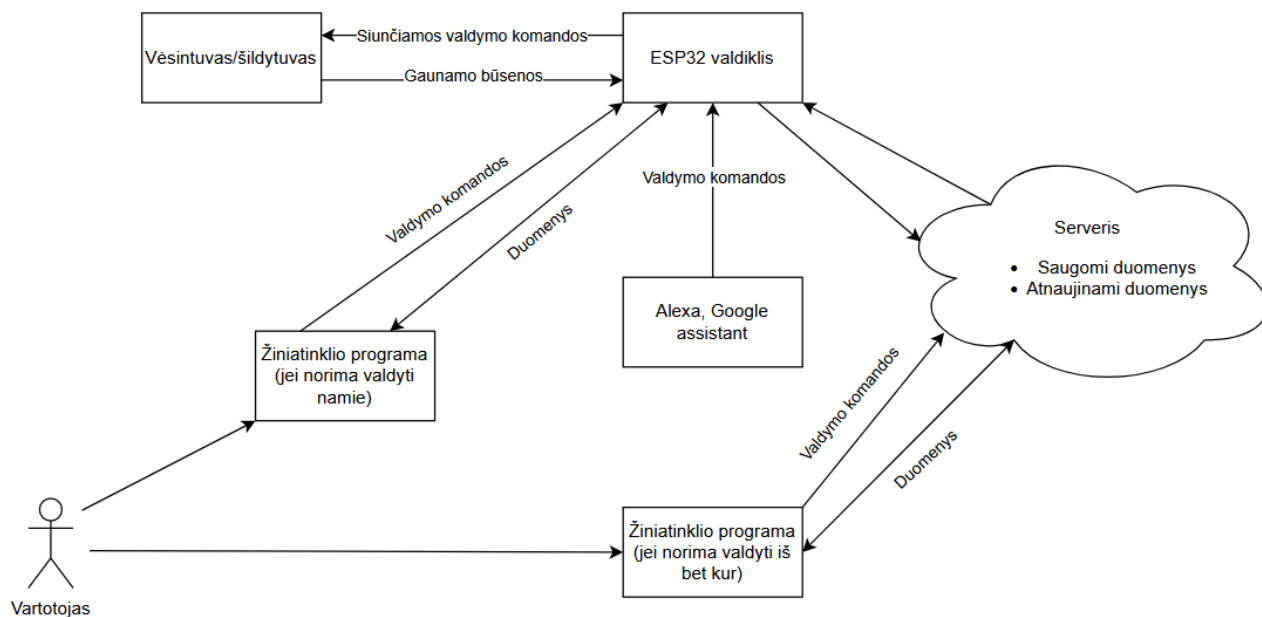 Vėsintuvas/šildytuvas
Siunčiamos valdymo komandos
Gaunamo būsenos
ESP32 valdiklis
Valdymo komandos
Duomenys
Valdymo komandos
Serveris
• Saugomi duomenys
• Atnaujinami duomenys
Alexa, Google
assistant
Žiniatinklio programa
(jei norima valdyti
namie)
Valdymo komandos
Duomenys
Žiniatinklio programa
(jei norima valdyti iš
bet kur)
Vartotojas